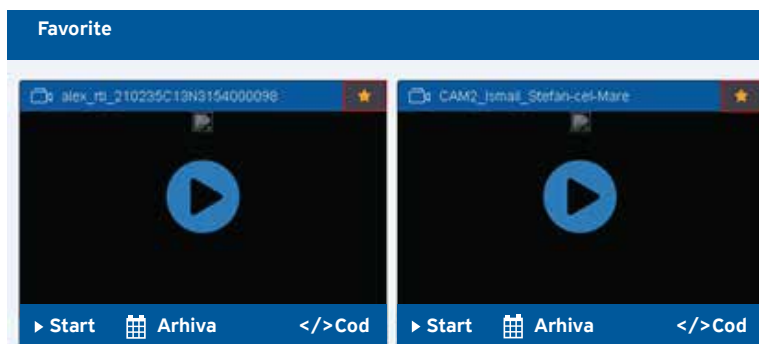 Favorite
alex_rti_210235C13N3154000098
CAM2_Ismail_Stefan-cel-Mare
Start Arhiva </>Cod
Start Arhiva </>Cod